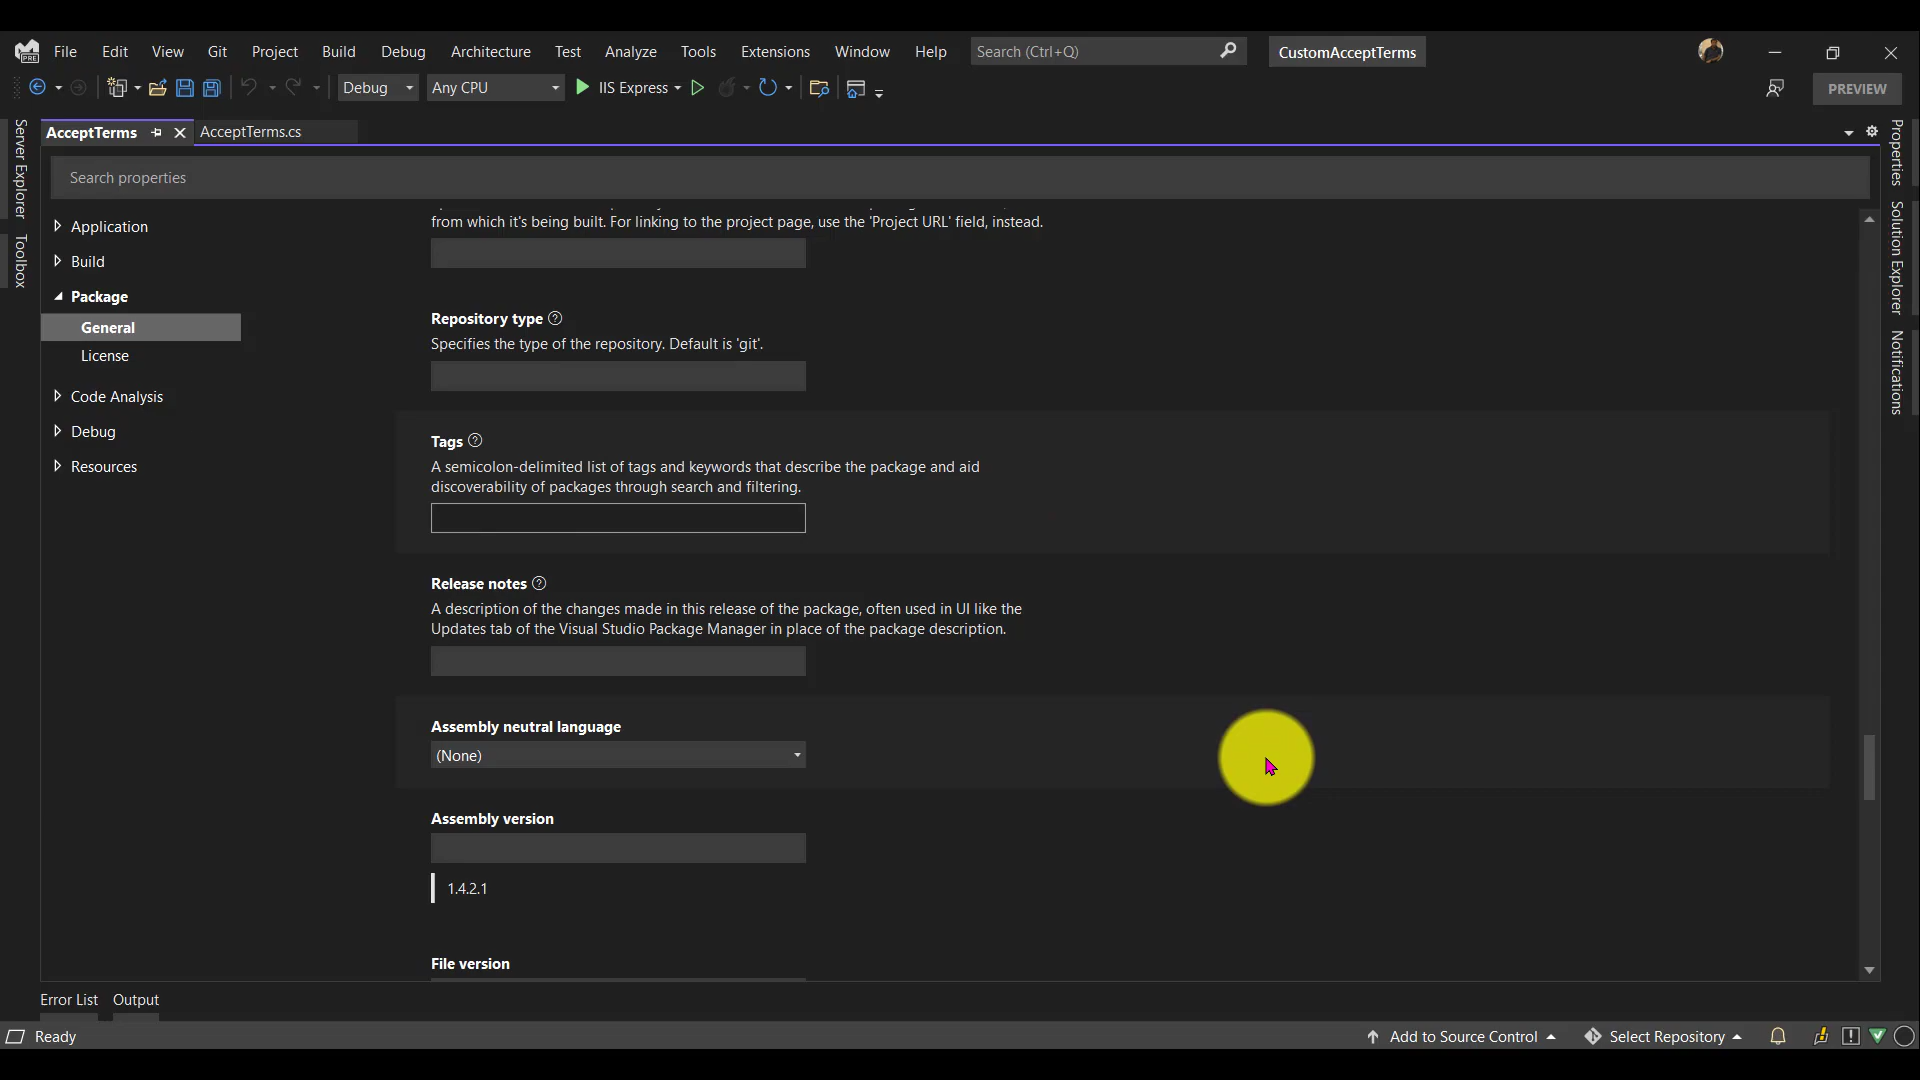 PRE File Edit View Git Project Build Debug Architecture Test Analyze Tools Extensions Window Help Search (Ctrl+Q) CustomAcceptTerms
Debug Any CPU IIS Express PREVIEW
AcceptTerms AcceptTerms.cs
Server Explorer
Toolbox
Search properties
Application
Build
Package
General
License
Code Analysis
Debug
Resources
from which it's being built. For linking to the project page, use the 'Project URL' field, instead.
Repository type
Specifies the type of the repository. Default is 'git'.
Tags
A semicolon-delimited list of tags and keywords that describe the package and aid
discoverability of packages through search and filtering.
Release notes
A description of the changes made in this release of the package, often used in UI like the
Updates tab of the Visual Studio Package Manager in place of the package description.
Assembly neutral language
(None)
Assembly version
1.4.2.1
File version
Properties
Solution Explorer
Notifications
Error List Output
Ready Add to Source Control Select Repository